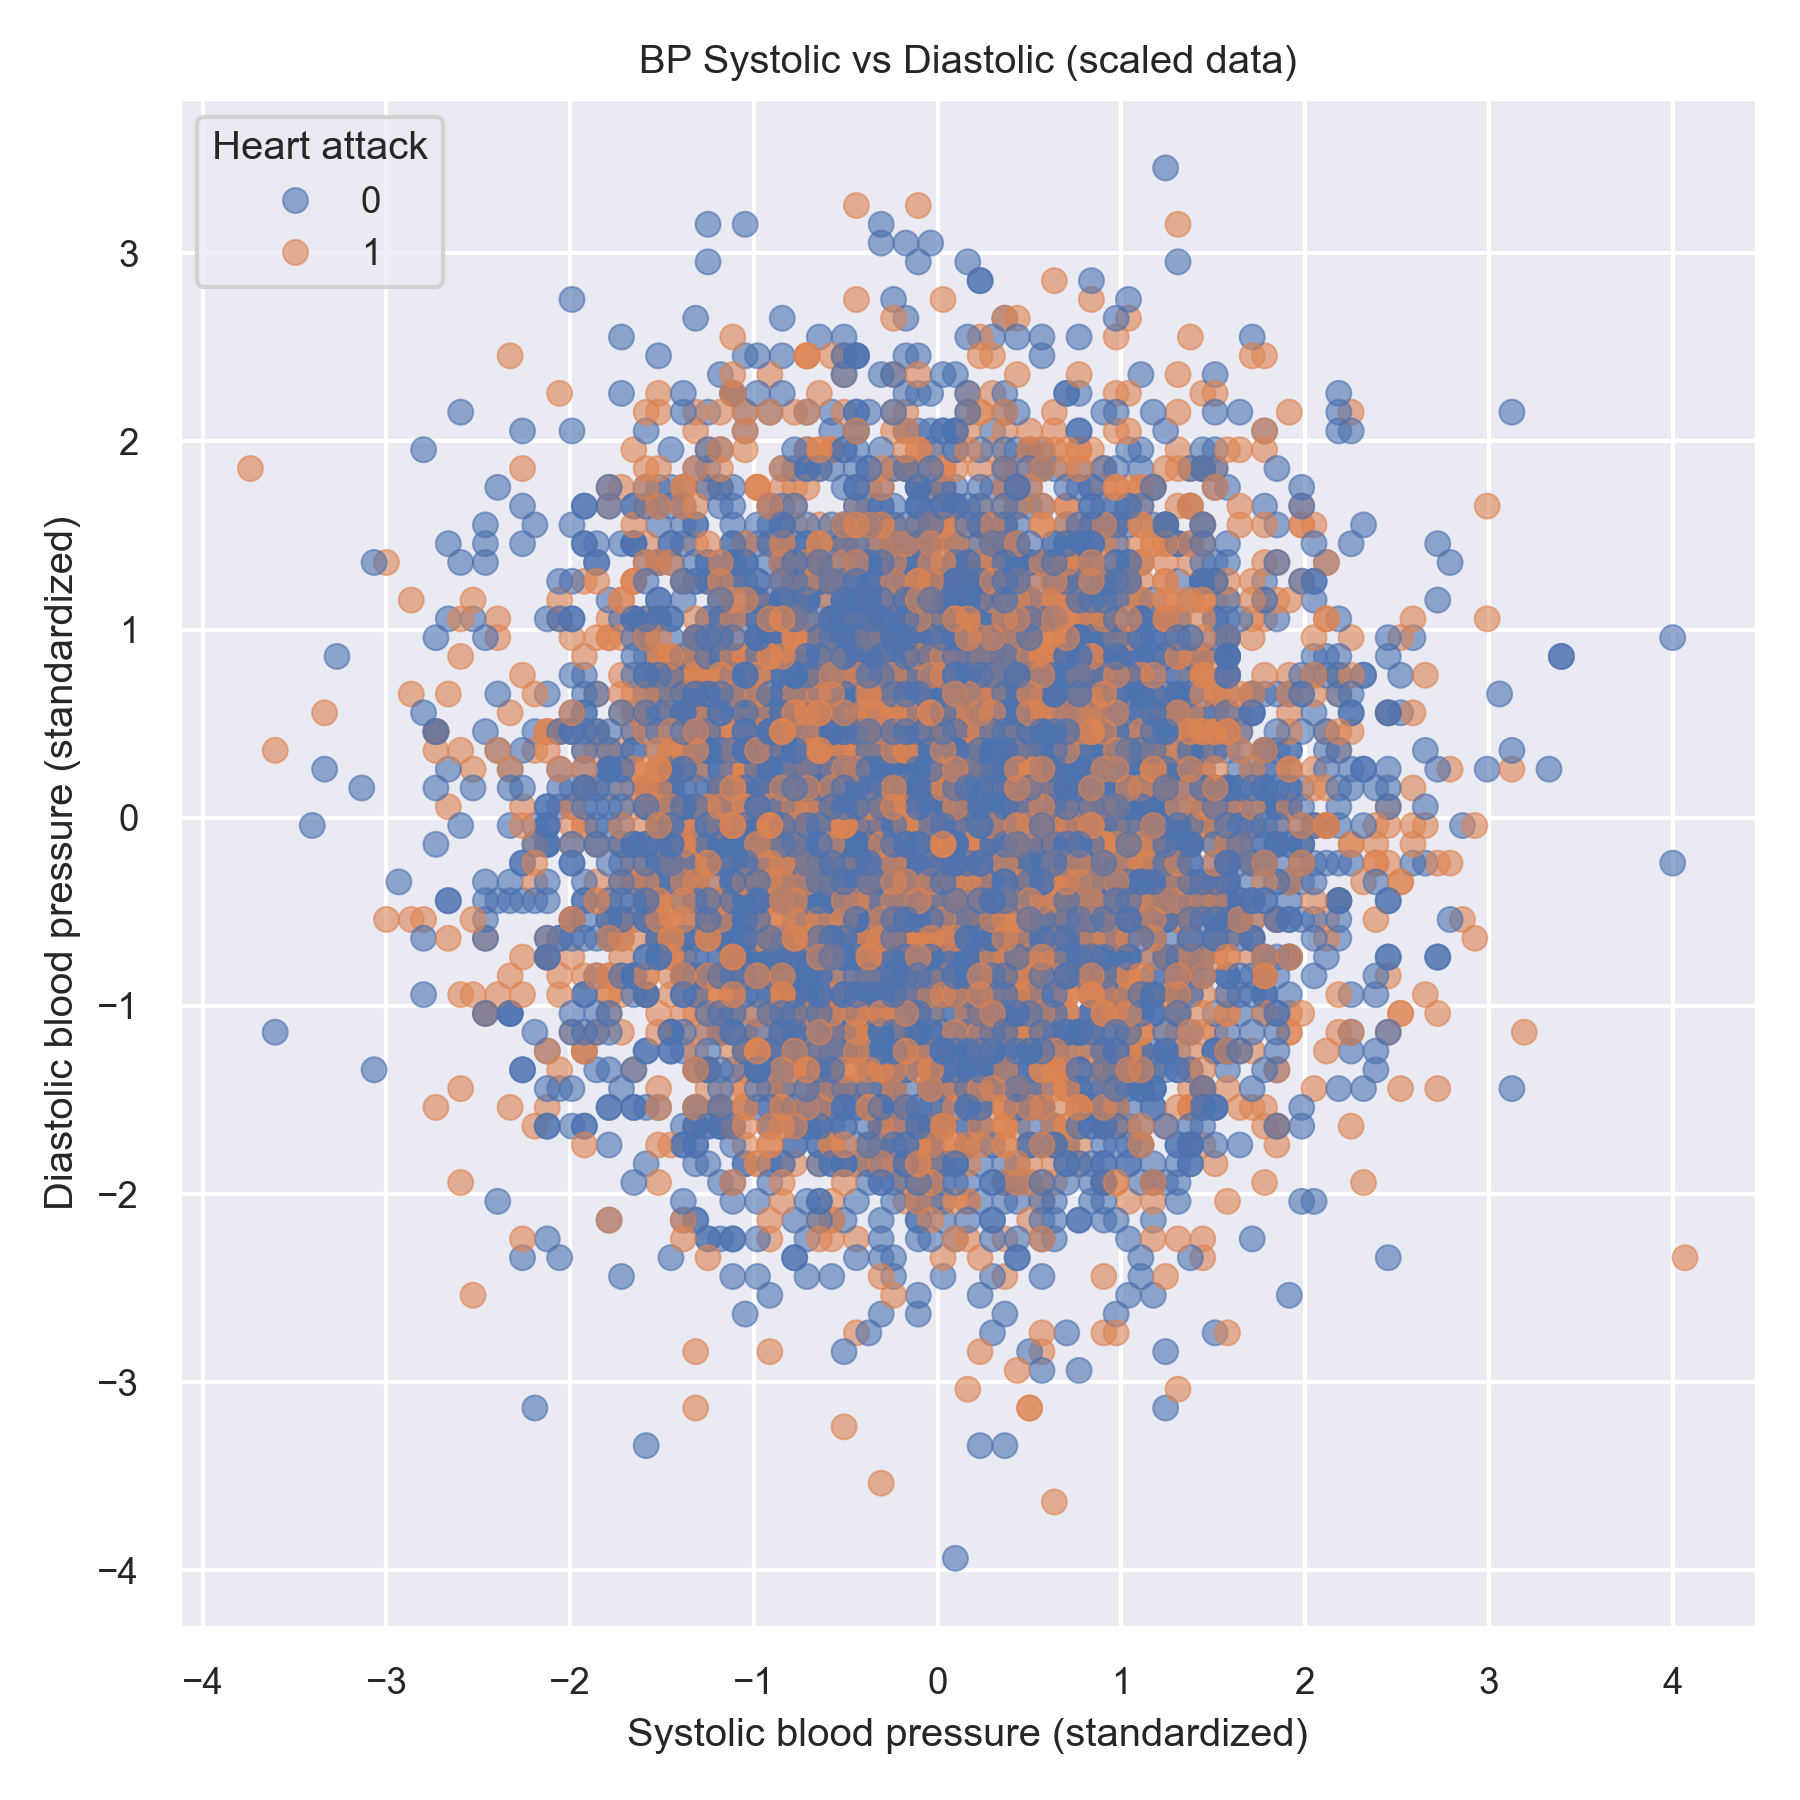 BP Systolic vs Diastolic (scaled data)
Heart attack
0
1
3
2
1
0
−1
−2
−3
−4
Diastolic blood pressure (standardized)
−4 −3 −2 −1 0 1 2 3 4
Systolic blood pressure (standardized)